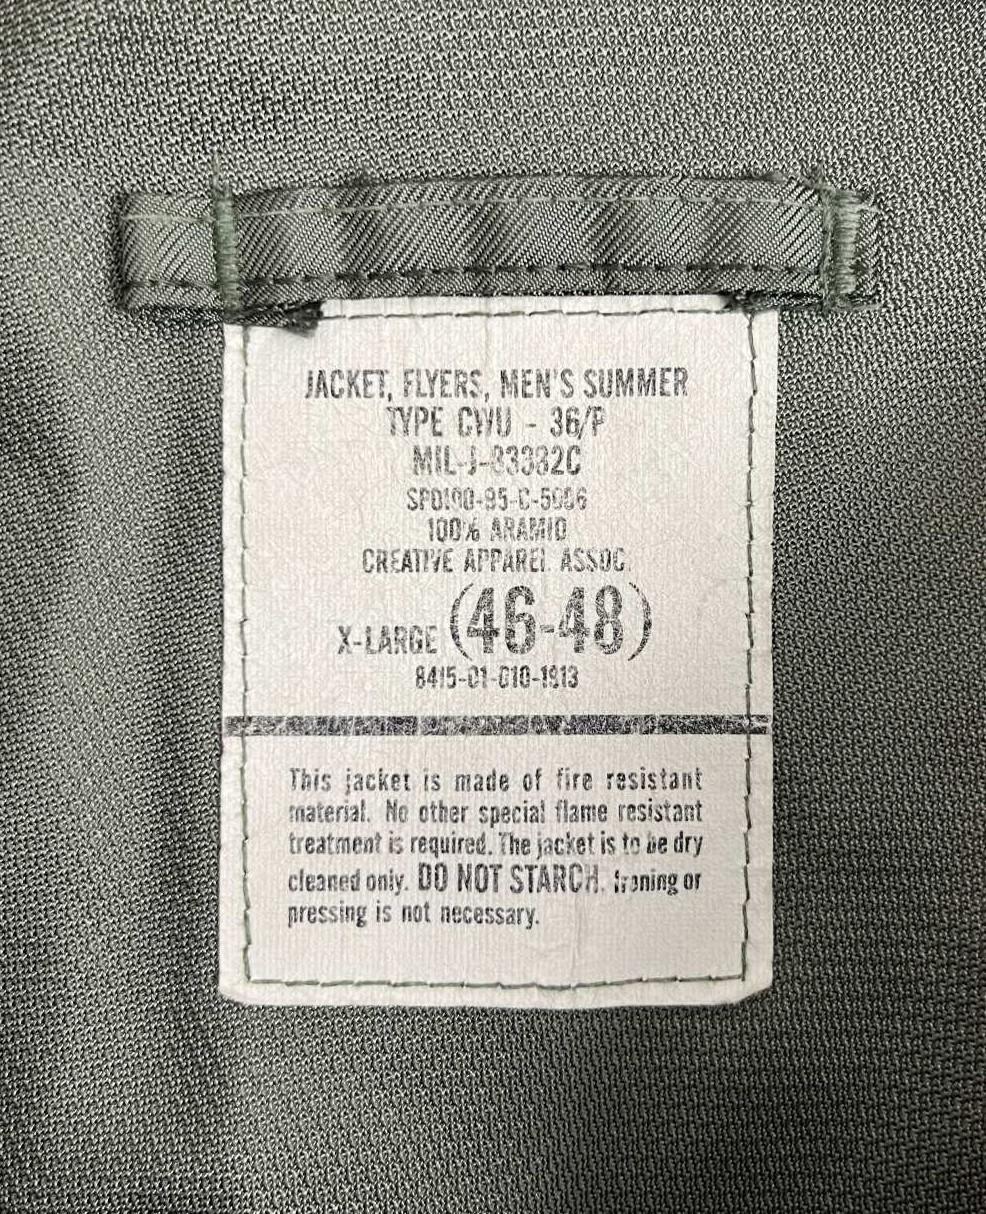 JACKET, FLYERS, MEN'S SUMMER
TYPE CWU - 36/P
MIL-J-83382C
SPO100-95-C-5006
100% ARAMID
CREATIVE APPAREL ASSOC.
X-LARGE (46-48)
8415-01-010-1913
This jacket is made of fire resistant
material. No other special flame resistant
treatment is required. The jacket is to be dry
cleaned only. DO NOT STARCH. Ironing or
pressing is not necessary.